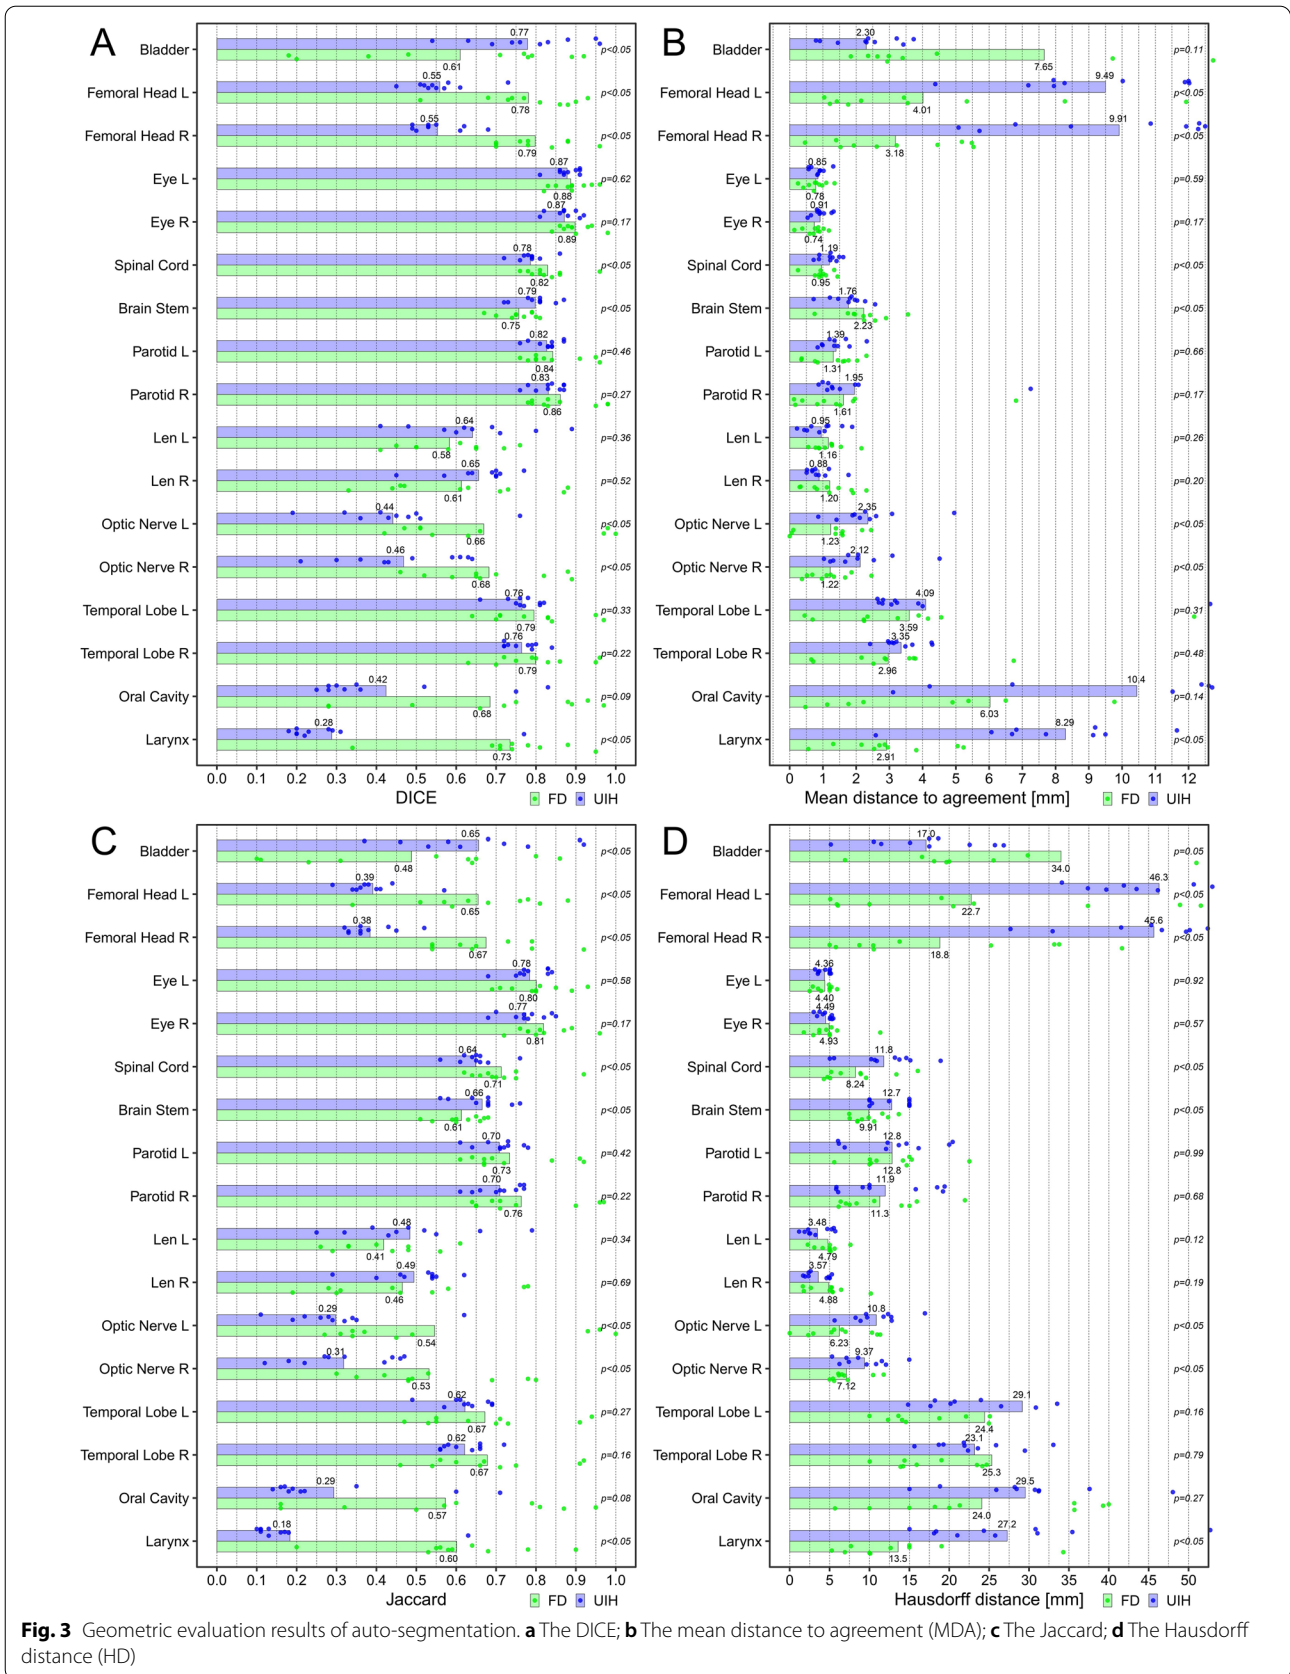 A
Bladder 0.77 0.61 p<0.05
Femoral Head L 0.55 0.78 p<0.05
Femoral Head R 0.55 0.79 p<0.05
Eye L 0.87 0.88 p=0.62
Eye R 0.87 0.89 p=0.17
Spinal Cord 0.78 0.82 p<0.05
Brain Stem 0.79 0.75 p<0.05
Parotid L 0.82 0.84 p=0.46
Parotid R 0.83 0.86 p=0.27
Len L 0.64 0.58 p=0.36
Len R 0.65 0.61 p=0.52
Optic Nerve L 0.44 0.66 p<0.05
Optic Nerve R 0.46 0.68 p<0.05
Temporal Lobe L 0.76 0.79 p=0.33
Temporal Lobe R 0.76 0.79 p=0.22
Oral Cavity 0.42 0.68 p=0.09
Larynx 0.28 0.73 p<0.05
0.0 0.1 0.2 0.3 0.4 0.5 0.6 0.7 0.8 0.9 1.0
DICE FD UIH
B
Bladder 2.30 7.65 p=0.11
Femoral Head L 9.49 4.01 p<0.05
Femoral Head R 9.91 3.18 p<0.05
Eye L 0.85 0.78 p=0.59
Eye R 0.91 0.74 p=0.17
Spinal Cord 1.19 0.95 p<0.05
Brain Stem 1.76 2.23 p<0.05
Parotid L 1.39 1.31 p=0.66
Parotid R 1.95 1.61 p=0.17
Len L 0.95 1.16 p=0.26
Len R 0.88 1.20 p=0.20
Optic Nerve L 2.35 1.23 p<0.05
Optic Nerve R 2.12 1.22 p<0.05
Temporal Lobe L 4.09 3.59 p=0.31
Temporal Lobe R 3.35 2.96 p=0.48
Oral Cavity 10.4 6.03 p=0.14
Larynx 8.29 2.91 p<0.05
0 1 2 3 4 5 6 7 8 9 10 11 12
Mean distance to agreement [mm] FD UIH
C
Bladder 0.65 0.48 p<0.05
Femoral Head L 0.39 0.65 p<0.05
Femoral Head R 0.38 0.67 p<0.05
Eye L 0.78 0.80 p=0.58
Eye R 0.77 0.81 p=0.17
Spinal Cord 0.64 0.71 p<0.05
Brain Stem 0.66 0.61 p<0.05
Parotid L 0.70 0.73 p=0.42
Parotid R 0.70 0.76 p=0.22
Len L 0.48 0.41 p=0.34
Len R 0.49 0.46 p=0.69
Optic Nerve L 0.29 0.54 p<0.05
Optic Nerve R 0.31 0.53 p<0.05
Temporal Lobe L 0.62 0.67 p=0.27
Temporal Lobe R 0.62 0.67 p=0.16
Oral Cavity 0.29 0.57 p=0.08
Larynx 0.18 0.60 p<0.05
0.0 0.1 0.2 0.3 0.4 0.5 0.6 0.7 0.8 0.9 1.0
Jaccard FD UIH
D
Bladder 17.0 34.0 p=0.05
Femoral Head L 46.3 22.7 p<0.05
Femoral Head R 45.6 18.8 p<0.05
Eye L 4.36 4.40 p=0.92
Eye R 4.49 4.93 p=0.57
Spinal Cord 11.8 8.24 p<0.05
Brain Stem 12.7 9.91 p<0.05
Parotid L 12.8 12.8 p=0.99
Parotid R 11.9 11.3 p=0.68
Len L 3.48 4.79 p=0.12
Len R 3.57 4.88 p=0.19
Optic Nerve L 10.8 6.23 p<0.05
Optic Nerve R 9.37 7.12 p<0.05
Temporal Lobe L 29.1 24.4 p=0.16
Temporal Lobe R 23.1 25.3 p=0.79
Oral Cavity 29.5 24.0 p=0.27
Larynx 27.2 13.5 p<0.05
0 5 10 15 20 25 30 35 40 45 50
Hausdorff distance [mm] FD UIH
Fig. 3 Geometric evaluation results of auto-segmentation. a The DICE; b The mean distance to agreement (MDA); c The Jaccard; d The Hausdorff
distance (HD)